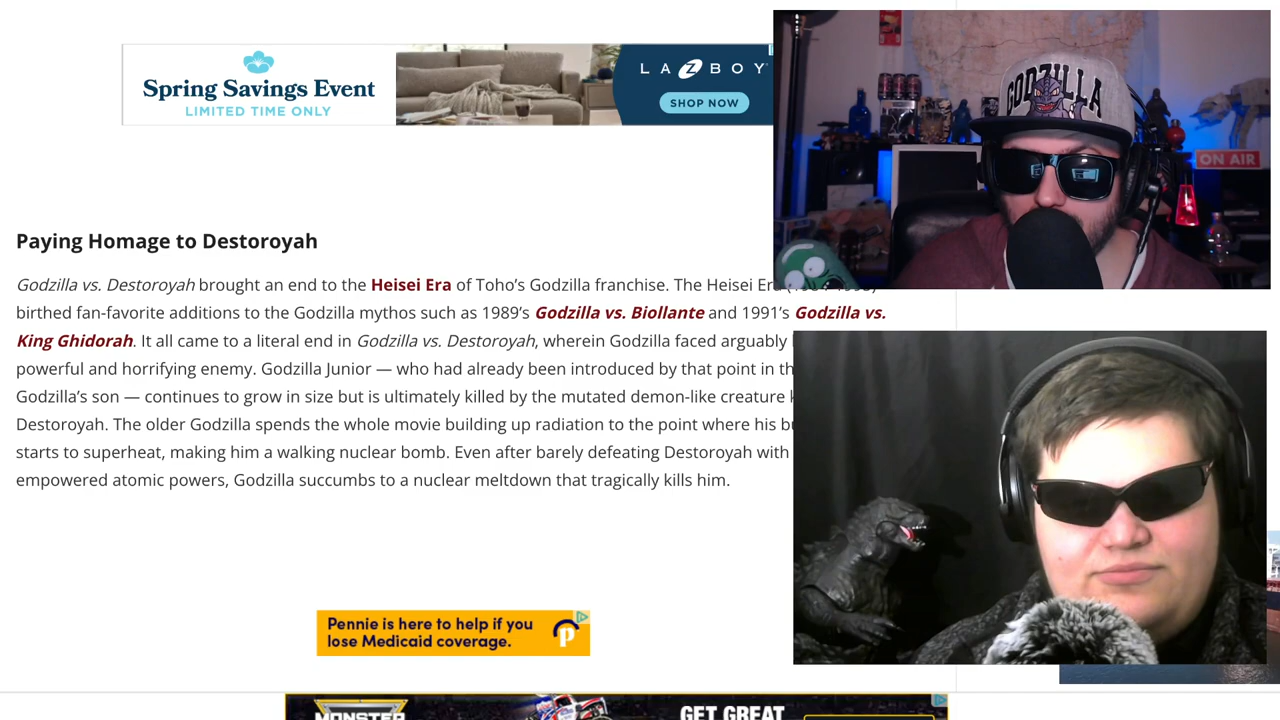 Spring Savings Event
LIMITED TIME ONLY
LA Z BOY
SHOP NOW
GODZILLA
ON AIR
Paying Homage to Destoroyah
Godzilla vs. Destoroyah brought an end to the Heisei Era of Toho’s Godzilla franchise. The Heisei Era
birthed fan-favorite additions to the Godzilla mythos such as 1989’s Godzilla vs. Biollante and 1991’s Godzilla vs.
King Ghidorah. It all came to a literal end in Godzilla vs. Destoroyah, wherein Godzilla faced arguably
powerful and horrifying enemy. Godzilla Junior — who had already been introduced by that point in
Godzilla’s son — continues to grow in size but is ultimately killed by the mutated demon-like creature
Destoroyah. The older Godzilla spends the whole movie building up radiation to the point where his
starts to superheat, making him a walking nuclear bomb. Even after barely defeating Destoroyah with
empowered atomic powers, Godzilla succumbs to a nuclear meltdown that tragically kills him.
Pennie is here to help if you
lose Medicaid coverage.
p
MONSTER
GET GREAT